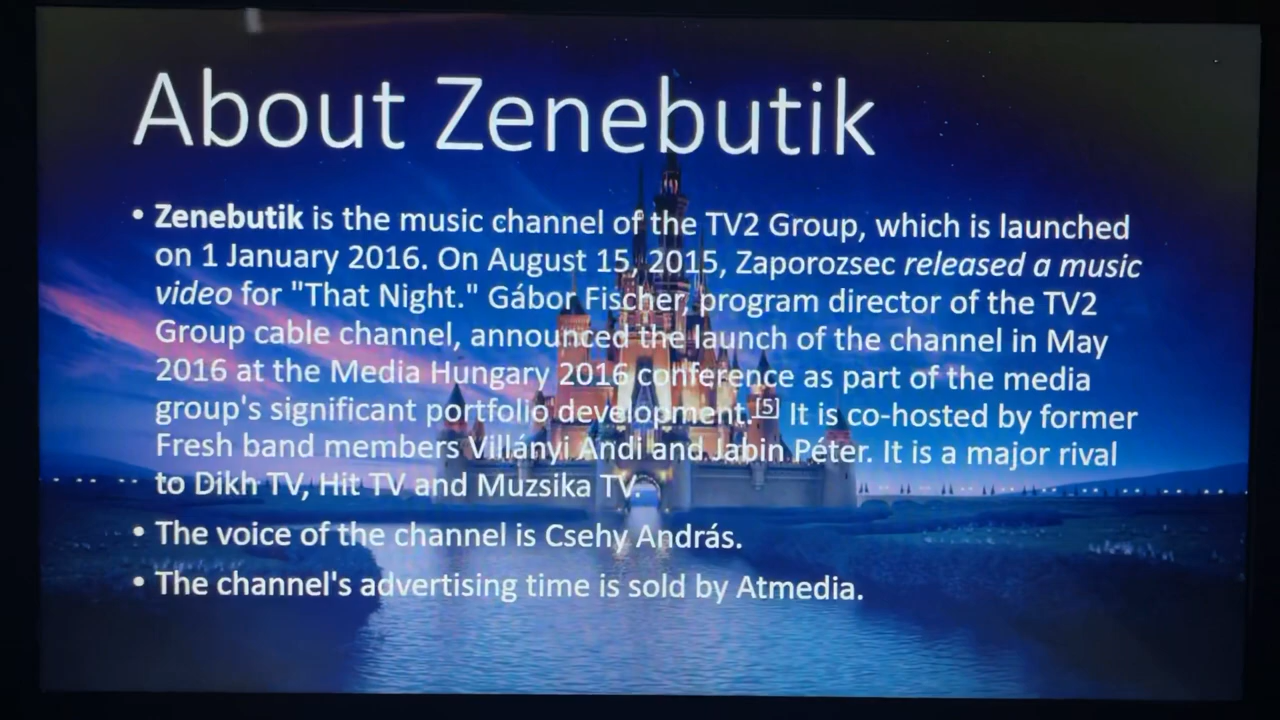 About Zenebutik
• Zenebutik is the music channel of the TV2 Group, which is launched
on 1 January 2016. On August 15, 2015, Zaporozsec released a music
video for "That Night." Gábor Fischer, program director of the TV2
Group cable channel, announced the launch of the channel in May
2016 at the Media Hungary 2016 conference as part of the media
group's significant portfolio development.[5] It is co-hosted by former
Fresh band members Villányi Andi and Jabin Péter. It is a major rival
to Dikh TV, Hit TV and Muzsika TV.
• The voice of the channel is Csehy András.
• The channel's advertising time is sold by Atmedia.